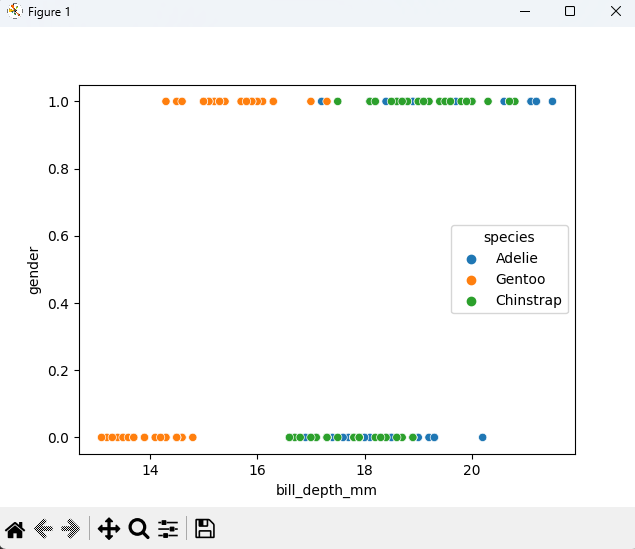 Figure 1
1.0
0.8
0.6
0.4
0.2
0.0
gender
species
Adelie
Gentoo
Chinstrap
14 16 18 20
bill_depth_mm